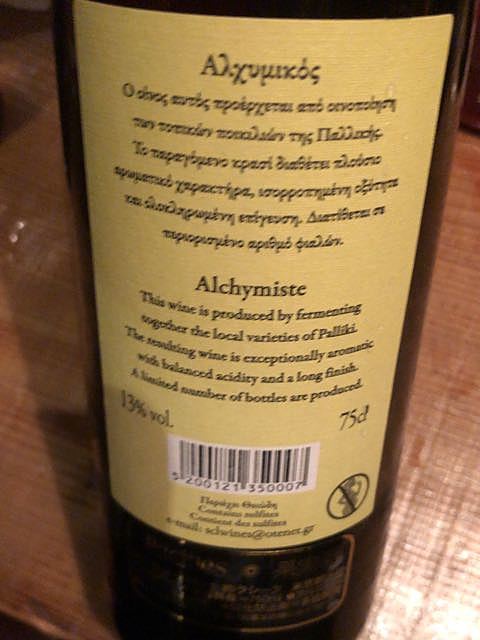 Αλχυμικός
Ο οίνος αυτός προέρχεται από οινοποίηση
των τοπικών ποικιλιών της Παλλικής.
Το παραγόμενο κρασί διαθέτει πλούσιο
αρωματικό χαρακτήρα, ισορροπημένη οξύτητα
και ολοκληρωμένη επίγευση. Διατίθεται σε
περιορισμένο αριθμό φιαλών.
Alchymiste
This wine is produced by fermenting
together the local varieties of Palliki.
The resulting wine is exceptionally aromatic
with balanced acidity and a long finish.
A limited number of bottles are produced.
13% vol.
75cl
5 200121 350007
Περιέχει Θειώδη
Contains sulfites
Contient des sulfites
e-mail: sclwines@otenet.gr